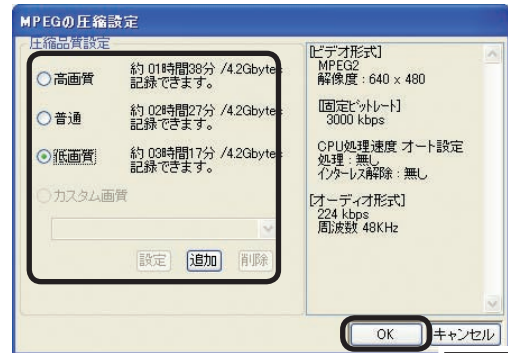 MPEGの圧縮設定
圧縮品質設定
高画質
約 01時間38分 /4.2Gbytes
記録できます。
普通
約 02時間27分 /4.2Gbytes
記録できます。
低画質
約 03時間17分 /4.2Gbytes
記録できます。
カスタム画質
設定 追加 削除
[ビデオ形式]
MPEG2
解像度 : 640 x 480
[固定ビットレート]
3000 kbps
CPU処理速度 オート設定
処理 : 無し
インターレス解除 : 無し
[オーディオ形式]
224 kbps
周波数 48KHz
OK キャンセル